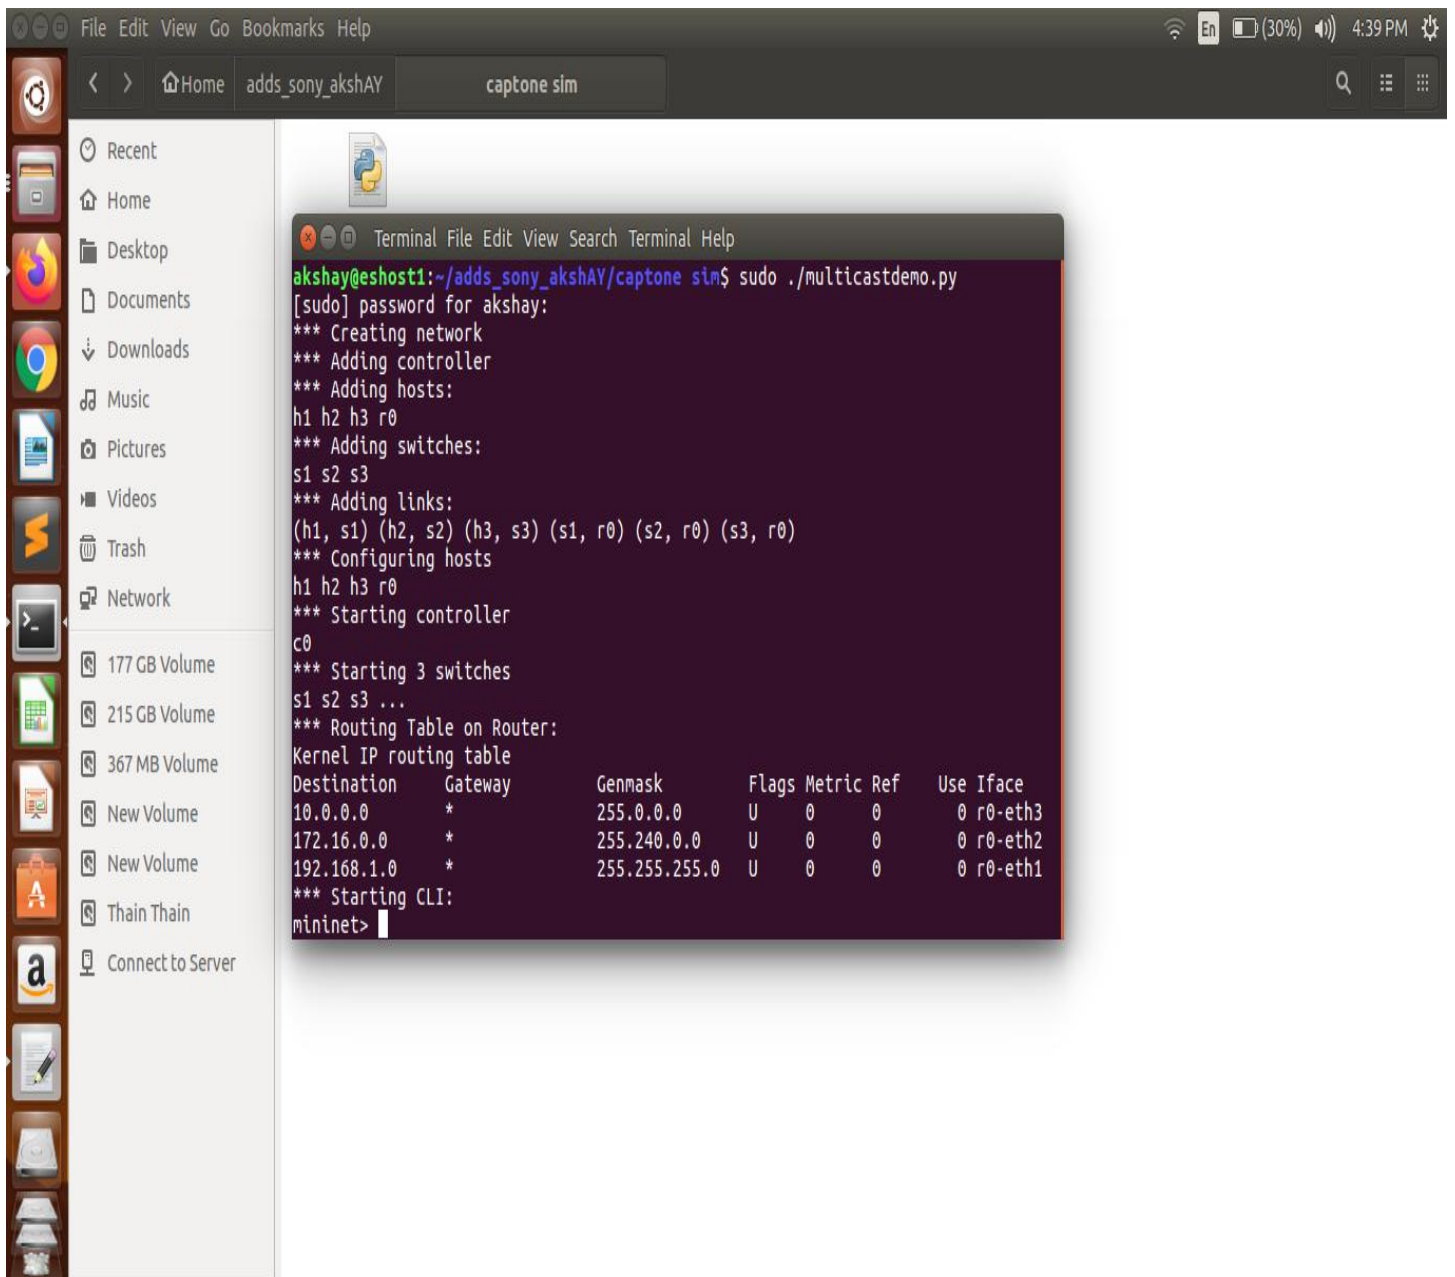 File Edit View Go Bookmarks Help
En (30%) 4:39 PM
Home adds_sony_akshAY captone sim
Recent
Home
Desktop
Documents
Downloads
Music
Pictures
Videos
Trash
Network
177 GB Volume
215 GB Volume
367 MB Volume
New Volume
New Volume
Thain Thain
Connect to Server
Terminal File Edit View Search Terminal Help
akshay@eshost1:~/adds_sony_akshAY/captone sim$ sudo ./multicastdemo.py
[sudo] password for akshay:
*** Creating network
*** Adding controller
*** Adding hosts:
h1 h2 h3 r0
*** Adding switches:
s1 s2 s3
*** Adding links:
(h1, s1) (h2, s2) (h3, s3) (s1, r0) (s2, r0) (s3, r0)
*** Configuring hosts
h1 h2 h3 r0
*** Starting controller
c0
*** Starting 3 switches
s1 s2 s3 ...
*** Routing Table on Router:
Kernel IP routing table
Destination Gateway Genmask Flags Metric Ref Use Iface
10.0.0.0 * 255.0.0.0 U 0 0 0 r0-eth3
172.16.0.0 * 255.240.0.0 U 0 0 0 r0-eth2
192.168.1.0 * 255.255.255.0 U 0 0 0 r0-eth1
*** Starting CLI:
mininet>